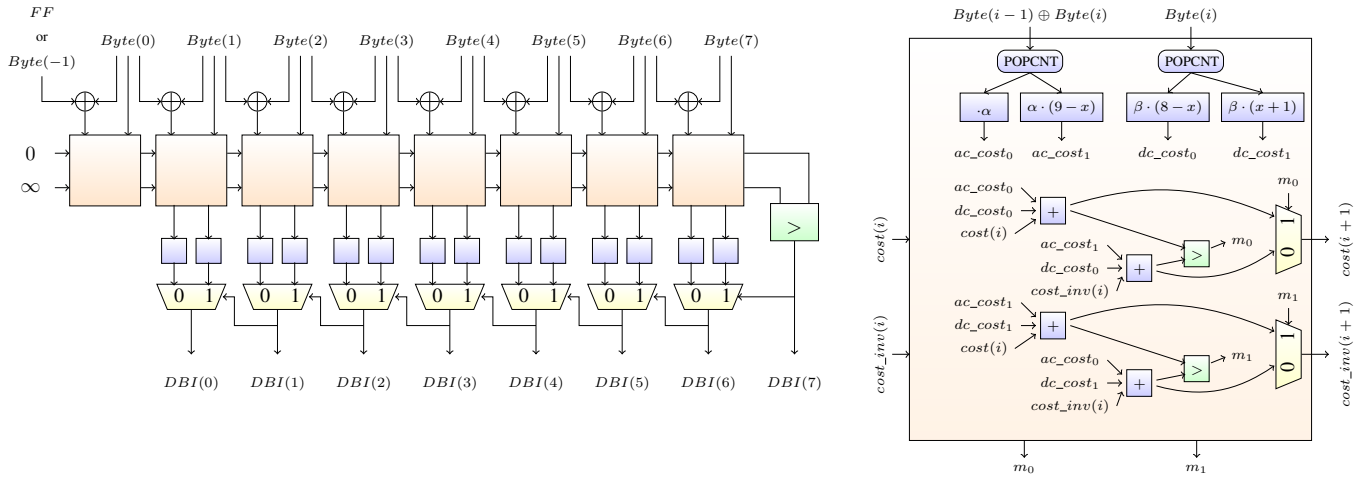 FF
or
Byte(−1)
Byte(0) Byte(1) Byte(2) Byte(3) Byte(4) Byte(5) Byte(6) Byte(7)
0
∞
>
0 1 0 1 0 1 0 1 0 1 0 1 0 1
DBI(0) DBI(1) DBI(2) DBI(3) DBI(4) DBI(5) DBI(6) DBI(7)
Byte(i − 1) ⊕ Byte(i) Byte(i)
POPCNT POPCNT
·α α · (9 − x) β · (8 − x) β · (x + 1)
ac_cost₀ ac_cost₁ dc_cost₀ dc_cost₁
cost(i)
ac_cost₀
dc_cost₀
cost(i)
+
ac_cost₁
dc_cost₀
cost_inv(i)
+
>
m₀
m₀
0 1
cost(i + 1)
cost_inv(i)
ac_cost₁
dc_cost₁
cost(i)
+
ac_cost₀
dc_cost₁
cost_inv(i)
+
>
m₁
m₁
0 1
cost_inv(i + 1)
m₀ m₁